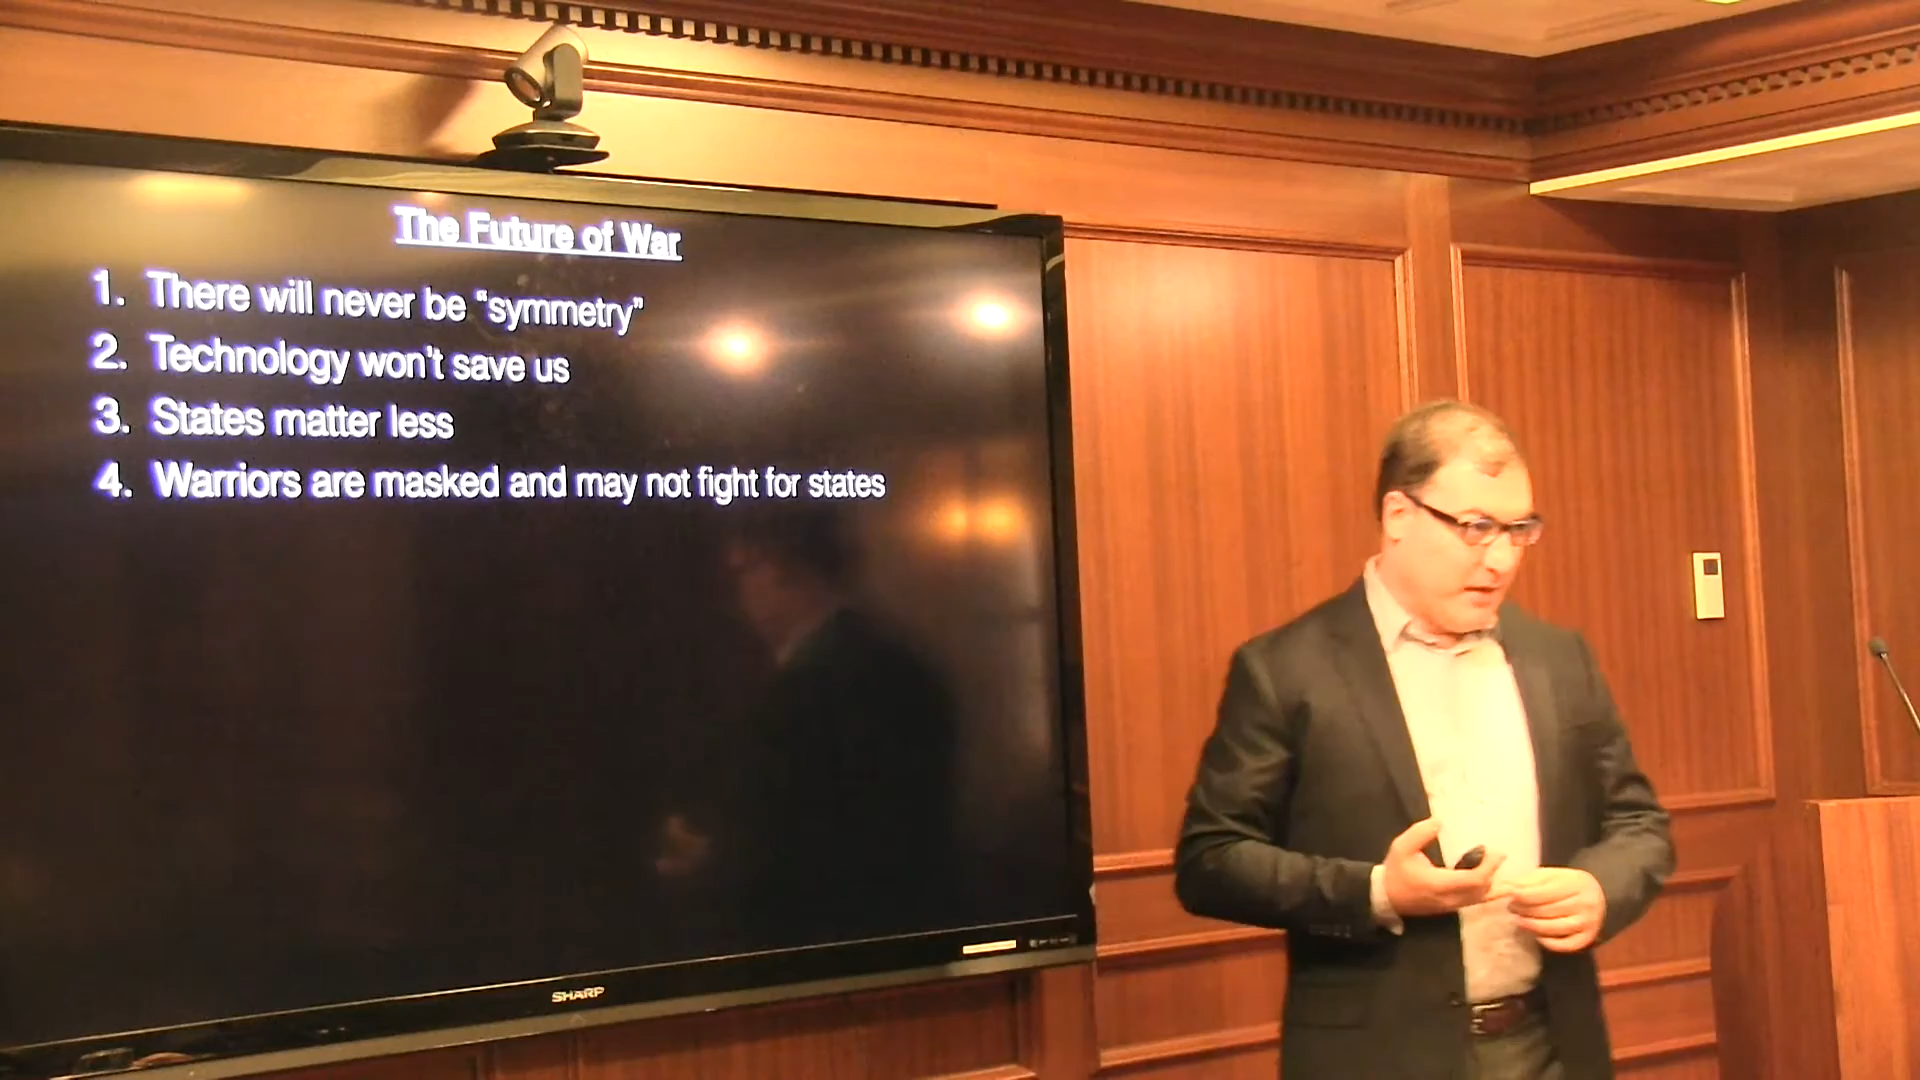 The Future of War
1. There will never be “symmetry”
2. Technology won't save us
3. States matter less
4. Warriors are masked and may not fight for states
SHARP